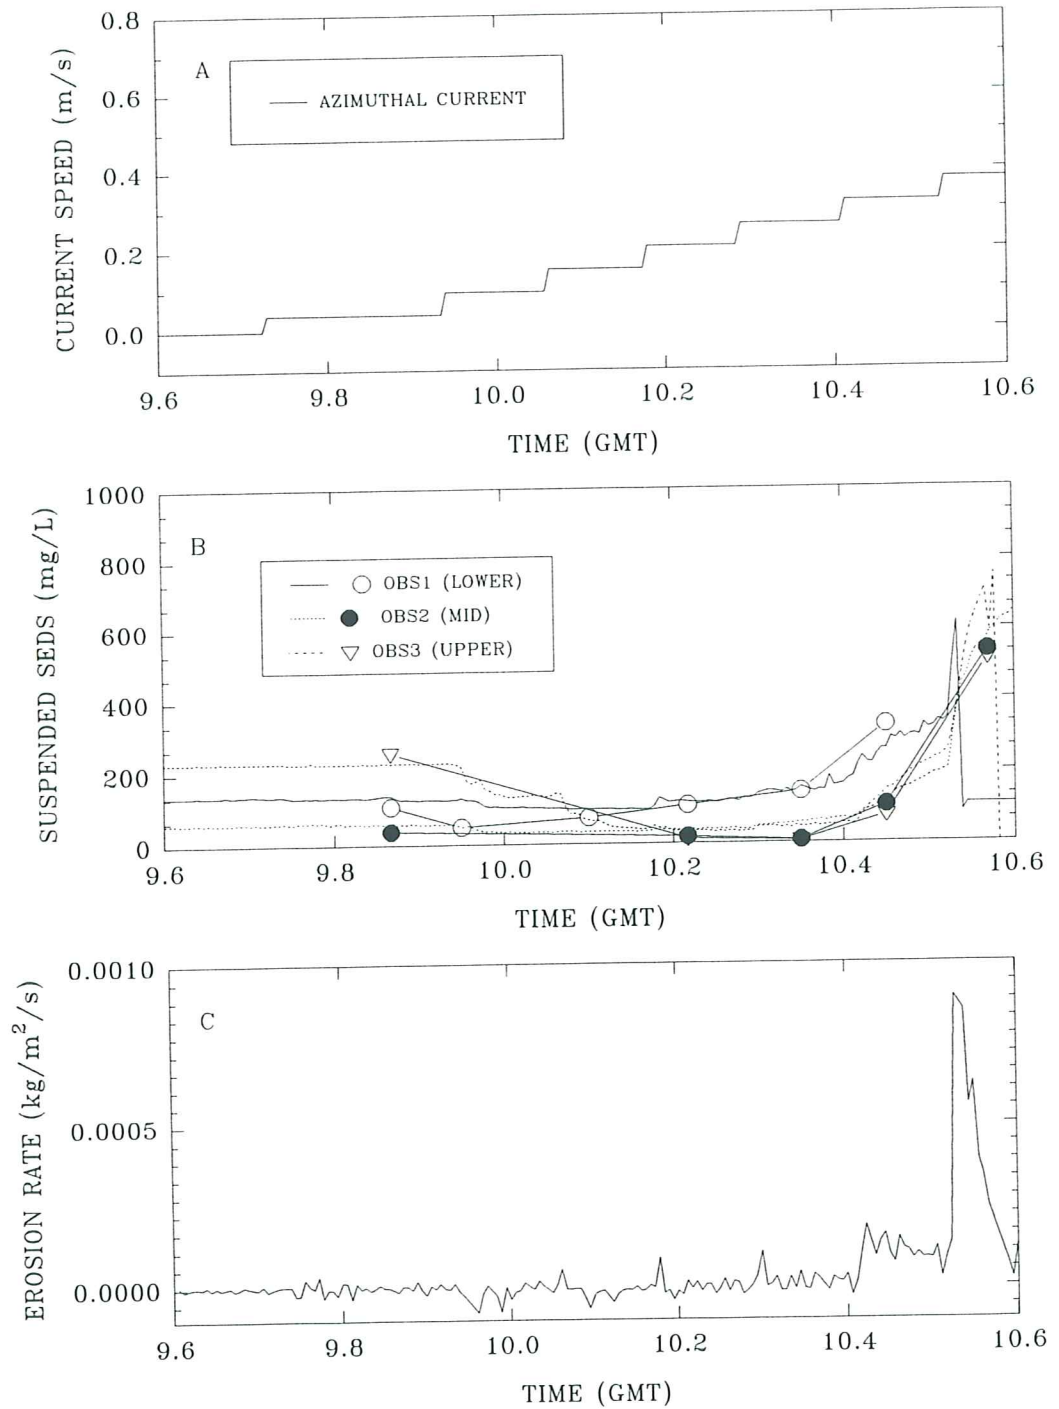 0.8
0.6
0.4
0.2
0.0
CURRENT SPEED (m/s)
A
AZIMUTHAL CURRENT
9.6 9.8 10.0 10.2 10.4 10.6
TIME (GMT)
1000
800
600
400
200
0
SUSPENDED SEDS (mg/L)
B
OBS1 (LOWER)
OBS2 (MID)
OBS3 (UPPER)
9.6 9.8 10.0 10.2 10.4 10.6
TIME (GMT)
0.0010
0.0005
0.0000
EROSION RATE (kg/m²/s)
C
9.6 9.8 10.0 10.2 10.4 10.6
TIME (GMT)